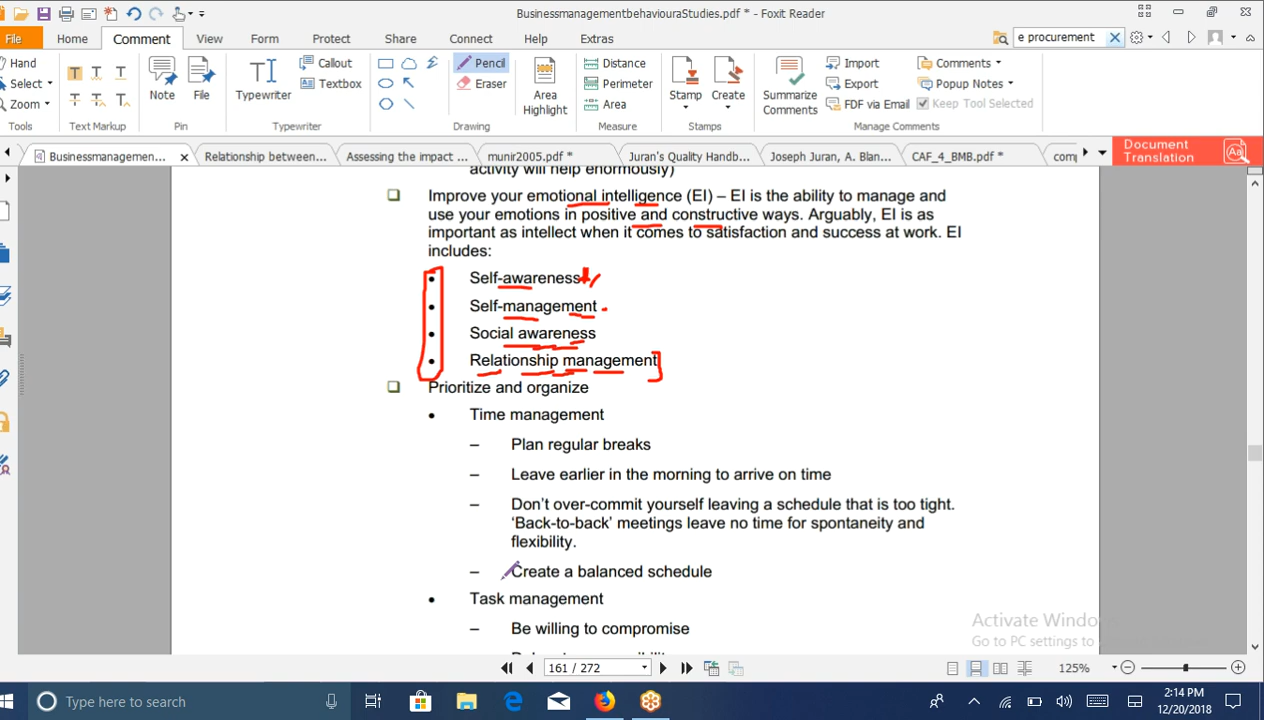 BusinessmanagementbehaviouraStudies.pdf * - Foxit Reader
File Home Comment View Form Protect Share Connect Help Extras
e procurement
Hand
Select
Zoom
Tools
Text Markup
Note
File
Pin
Typewriter
Callout
Textbox
Typewriter
Pencil
Eraser
Area Highlight
Drawing
Distance
Perimeter
Area
Measure
Stamp
Create
Stamps
Summarize Comments
Import
Export
FDF via Email
Comments
Popup Notes
Keep Tool Selected
Manage Comments
Businessmanagemen... Relationship between... Assessing the impact ... munir2005.pdf * Juran's Quality Handb... Joseph Juran, A. Blan... CAF_4_BMB.pdf * com
Document Translation
activity will help enormously)
Improve your emotional intelligence (EI) – EI is the ability to manage and
use your emotions in positive and constructive ways. Arguably, EI is as
important as intellect when it comes to satisfaction and success at work. EI
includes:
• Self-awareness
• Self-management
• Social awareness
• Relationship management
Prioritize and organize
• Time management
– Plan regular breaks
– Leave earlier in the morning to arrive on time
– Don't over-commit yourself leaving a schedule that is too tight.
'Back-to-back' meetings leave no time for spontaneity and
flexibility.
– Create a balanced schedule
• Task management
– Be willing to compromise
Activate Windows
Go to PC settings to
161 / 272
125%
Type here to search
2:14 PM
12/20/2018